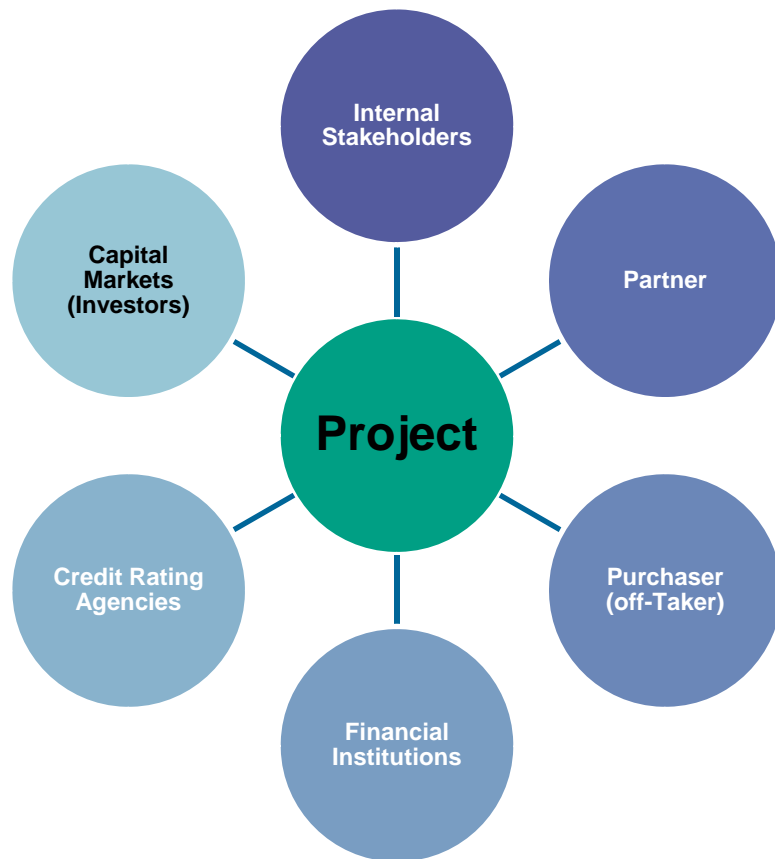 Internal
Stakeholders
Capital
Markets
(Investors)
Partner
Project
Credit Rating
Agencies
Purchaser
(off-Taker)
Financial
Institutions